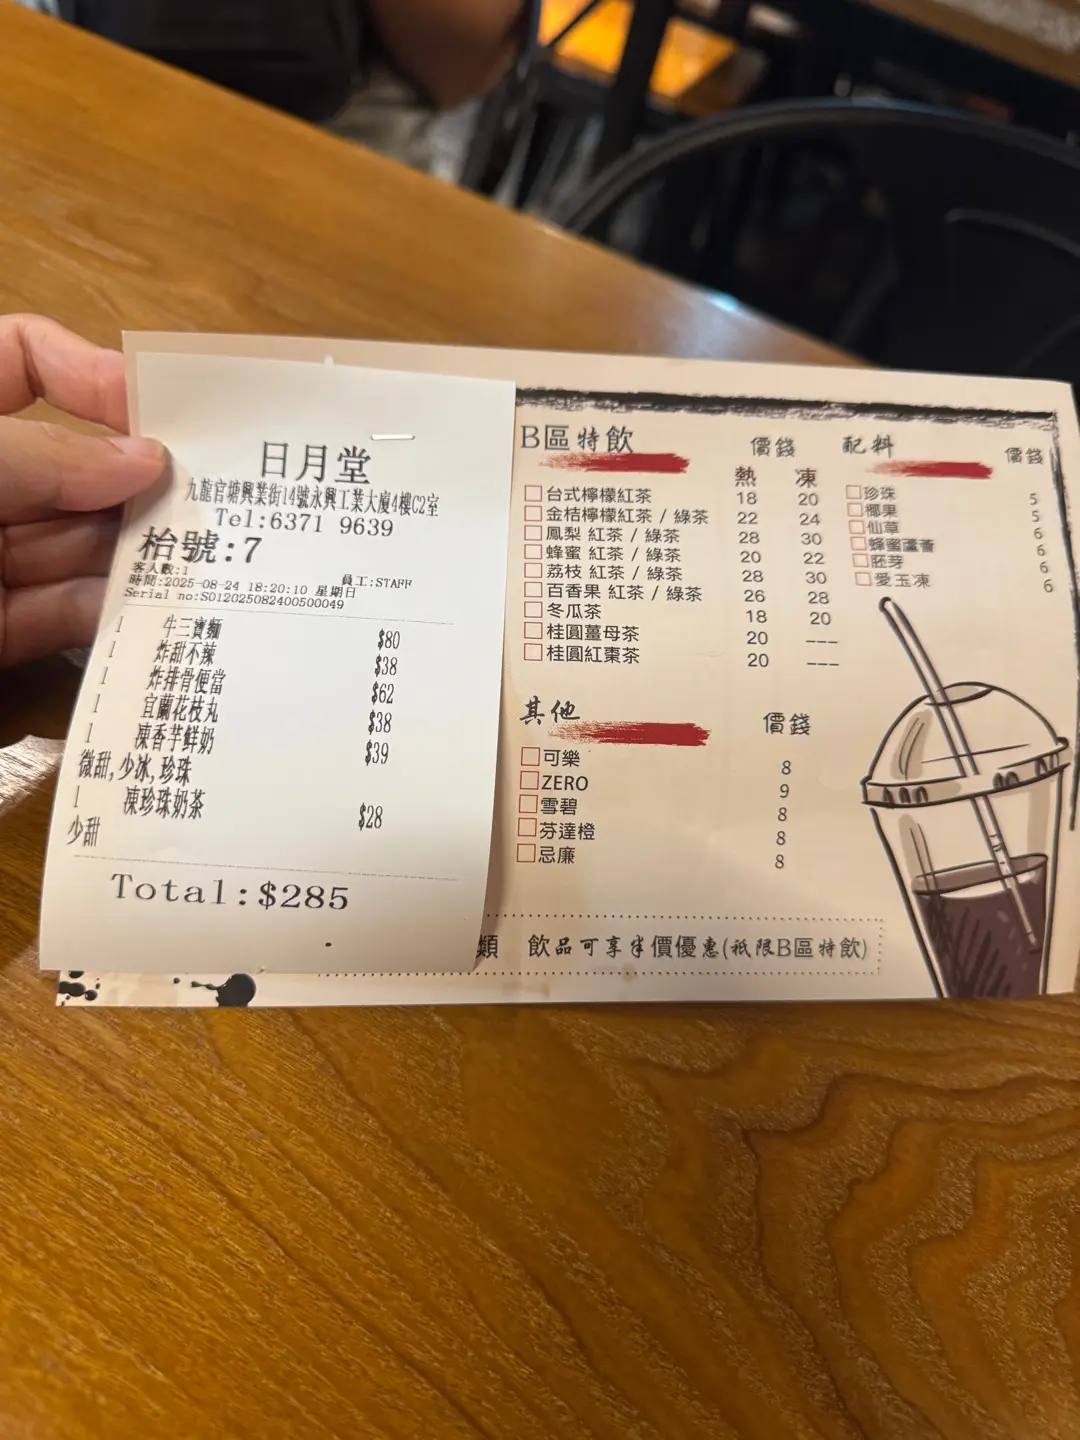 日月堂
九龍官塘興業街14號永興工業大廈4樓C2室
Tel:6371 9639
枱號:7
客人數:1
員工:STAFF
時間:2025-08-24 18:20:10 星期日
Serial no:S012025082400500049
1 牛三寶麵 $80
1 炸甜不辣 $38
1 炸排骨便當 $62
1 宜蘭花枝丸 $38
1 凍香芋鮮奶 $39
微甜,少冰,珍珠
1 凍珍珠奶茶 $28
少甜
Total:$285
B區特飲 價錢
熱 凍
台式檸檬紅茶 18 20
金桔檸檬紅茶 / 綠茶 22 24
鳳梨 紅茶 / 綠茶 28 30
蜂蜜 紅茶 / 綠茶 20 22
荔枝 紅茶 / 綠茶 28 30
百香果 紅茶 / 綠茶 26 28
冬瓜茶 18 20
桂圓薑母茶 20 ---
桂圓紅棗茶 20 ---
其他 價錢
可樂 8
ZERO 9
雪碧 8
芬達橙 8
忌廉 8
配料 價錢
珍珠 5
椰果 5
仙草 6
蜂蜜蘆薈 6
胚芽 6
愛玉凍 6
類 飲品可享半價優惠(祇限B區特飲)